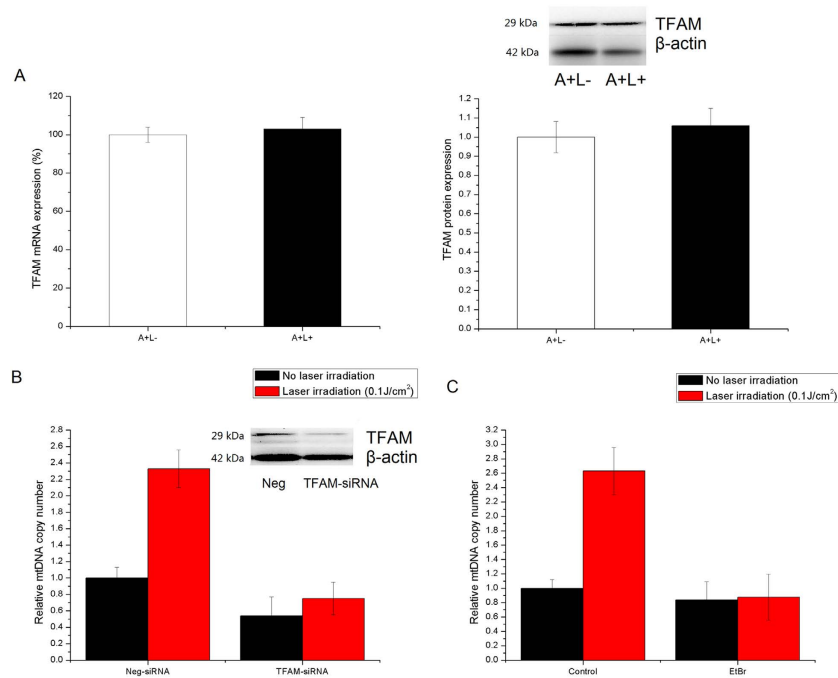 29 kDa
TFAM
42 kDa
β-actin
A+L- A+L+
A
TFAM mRNA expression (%)
120
100
80
60
40
20
0
A+L- A+L+
TFAM protein expression
1.2
1.1
1.0
0.9
0.8
0.7
0.6
0.5
0.4
0.3
0.2
0.1
0.0
A+L- A+L+
B
No laser irradiation
Laser irradiation (0.1J/cm²)
29 kDa
TFAM
42 kDa
β-actin
Neg TFAM-siRNA
Relative mtDNA copy number
2.8
2.6
2.4
2.2
2.0
1.8
1.6
1.4
1.2
1.0
0.8
0.6
0.4
0.2
0.0
Neg-siRNA TFAM-siRNA
C
No laser irradiation
Laser irradiation (0.1J/cm²)
Relative mtDNA copy number
3.2
3.0
2.8
2.6
2.4
2.2
2.0
1.8
1.6
1.4
1.2
1.0
0.8
0.6
0.4
0.2
0.0
Control EtBr